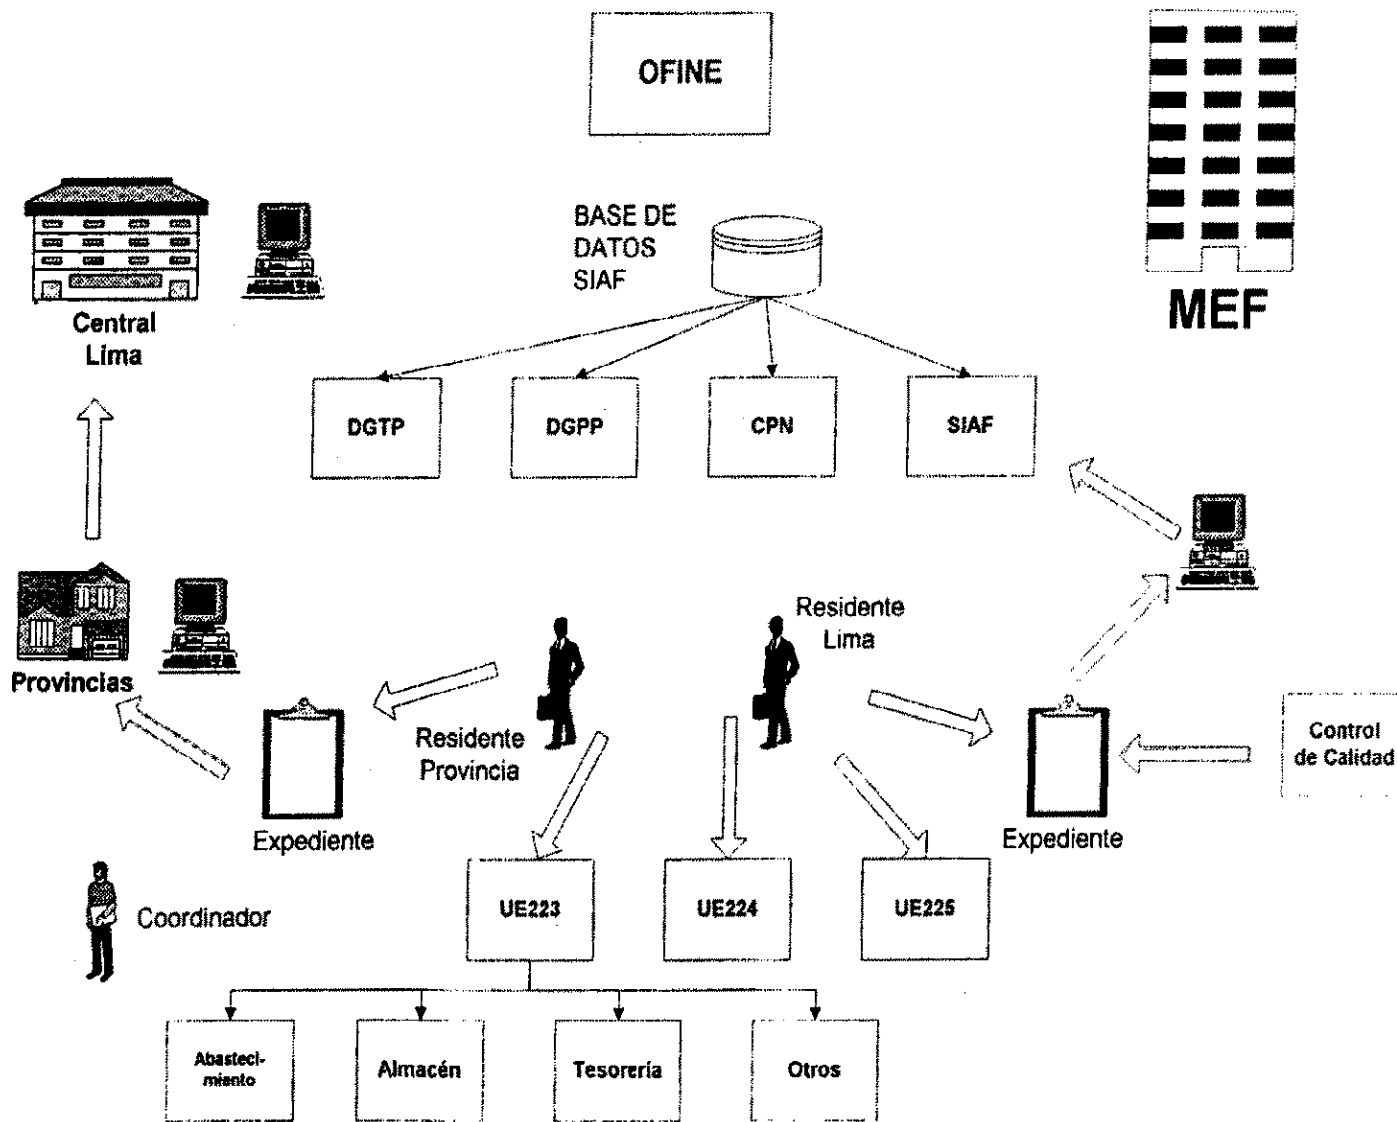 OFINE
BASE DE
DATOS
SIAF
MEF
Central
Lima
DGTP
DGPP
CPN
SIAF
Residente
Lima
Provincias
Residente
Provincia
Control
de Calidad
Expediente
Expediente
Coordinador
UE223
UE224
UE225
Abasteci-
miento
Almacén
Tesorería
Otros